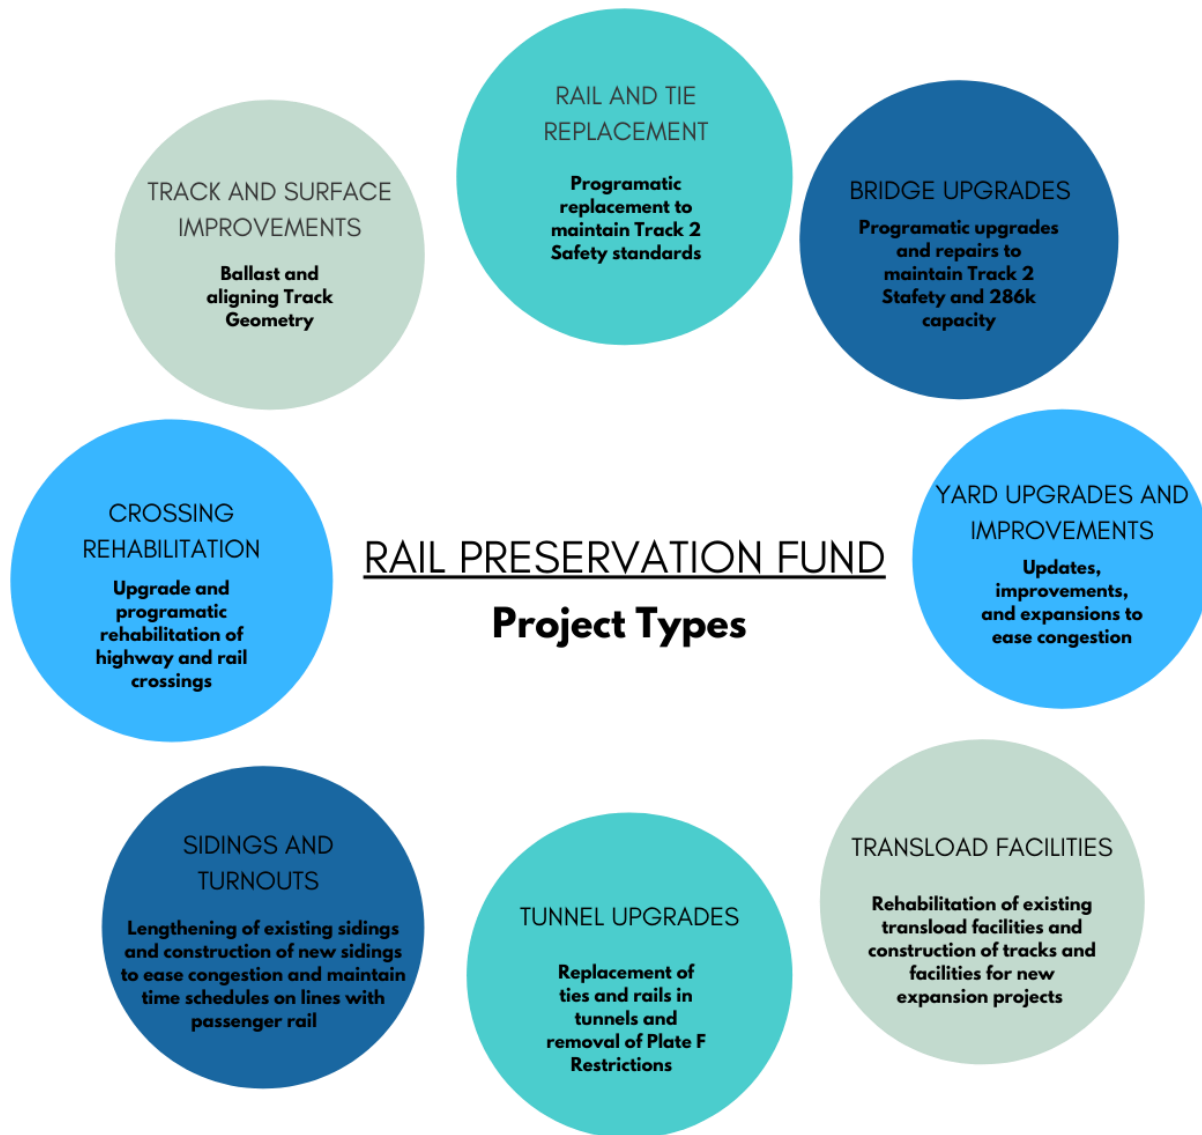 RAIL AND TIE
REPLACEMENT
Programatic
replacement to
maintain Track 2
Safety standards
BRIDGE UPGRADES
Programatic upgrades
and repairs to
maintain Track 2
Stafety and 286k
capacity
TRACK AND SURFACE
IMPROVEMENTS
Ballast and
aligning Track
Geometry
YARD UPGRADES AND
IMPROVEMENTS
Updates,
improvements,
and expansions to
ease congestion
CROSSING
REHABILITATION
Upgrade and
programatic
rehabilitation of
highway and rail
crossings
RAIL PRESERVATION FUND
Project Types
SIDINGS AND
TURNOUTS
Lengthening of existing sidings
and construction of new sidings
to ease congestion and maintain
time schedules on lines with
passenger rail
TUNNEL UPGRADES
Replacement of
ties and rails in
tunnels and
removal of Plate F
Restrictions
TRANSLOAD FACILITIES
Rehabilitation of existing
transload facilities and
construction of tracks and
facilities for new
expansion projects